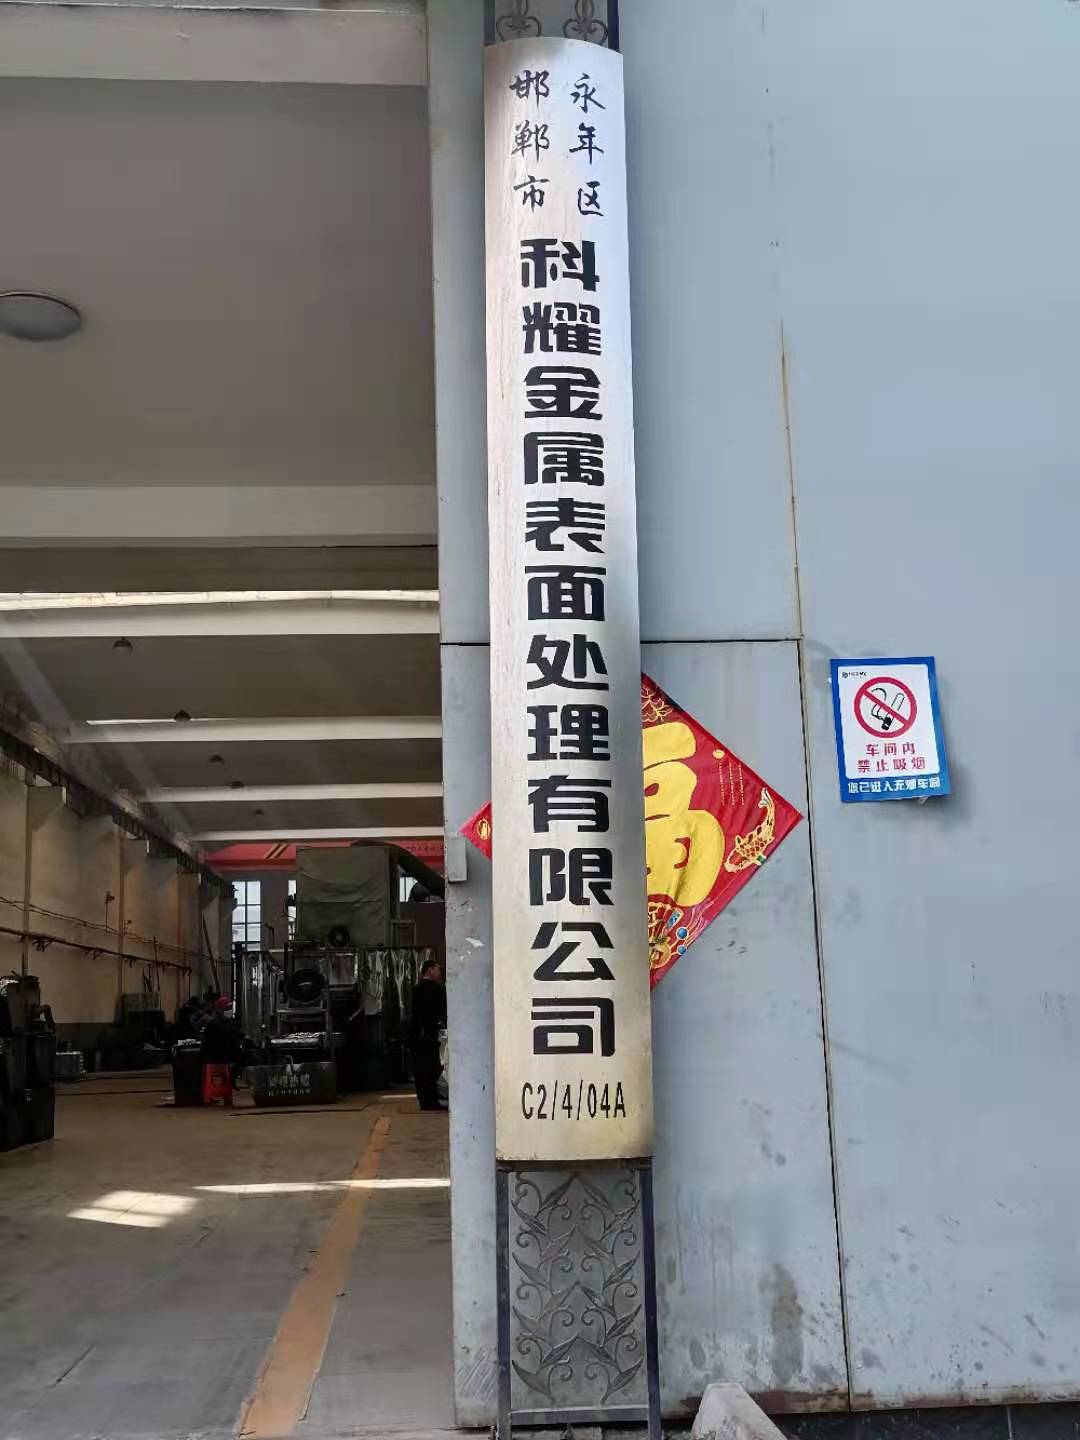 邯郸市
永年区
科耀金属表面处理有限公司
C2/4/04A
福
车间内
禁止吸烟
您已进入无烟车间